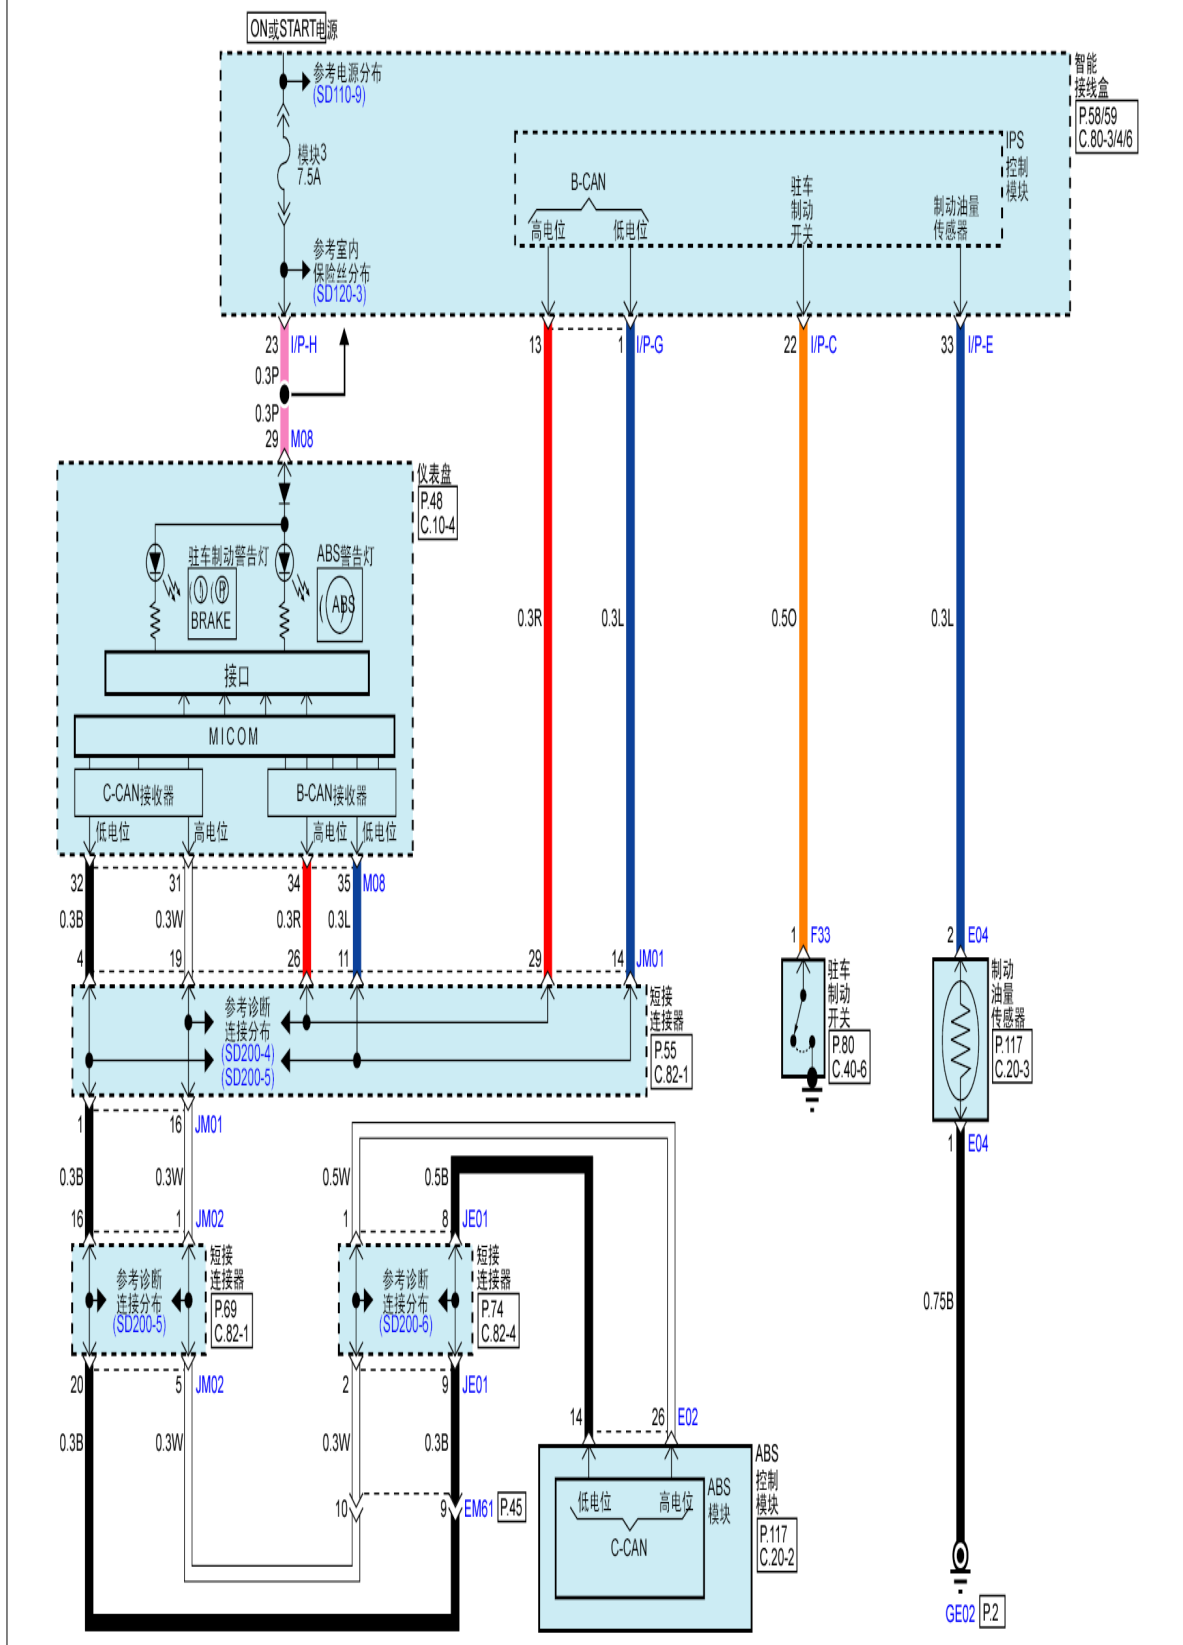 ON或START电源
参考电源分布
(SD110-9)
模块3
7.5A
参考室内
保险丝分布
(SD120-3)
智能
接线盒
P.58/59
C.80-3/4/6
IPS
控制
模块
B-CAN
高电位
低电位
驻车
制动
开关
制动油量
传感器
23 I/P-H
13
1 I/P-G
22 I/P-C
33 I/P-E
0.3P
0.3P
29 M08
仪表盘
P.48
C.10-4
驻车制动警告灯
BRAKE
ABS警告灯
ABS
0.3R
0.3L
0.5O
0.3L
接口
MICOM
C-CAN接收器
B-CAN接收器
低电位
高电位
高电位
低电位
32
31
34
35 M08
0.3B
0.3W
0.3R
0.3L
4
19
26
11
29
14 JM01
1 F33
2 E04
参考诊断
连接分布
(SD200-4)
(SD200-5)
短接
连接器
P.55
C.82-1
驻车
制动
开关
P.80
C.40-6
制动
油量
传感器
P.117
C.20-3
1
16 JM01
1 E04
0.3B
0.3W
0.5W
0.5B
16
1 JM02
1
8 JE01
参考诊断
连接分布
(SD200-5)
短接
连接器
P.69
C.82-1
参考诊断
连接分布
(SD200-6)
短接
连接器
P.74
C.82-4
0.75B
20
5 JM02
2
9 JE01
14
26 E02
0.3B
0.3W
0.3W
0.3B
10
9 EM61 P.45
低电位
高电位
C-CAN
ABS
模块
ABS
控制
模块
P.117
C.20-2
GE02 P.2